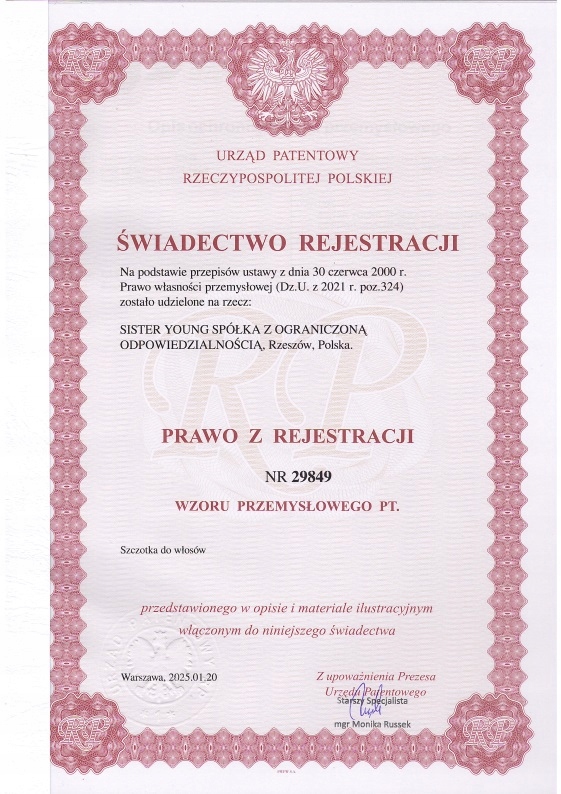 URZĄD PATENTOWY
RZECZYPOSPOLITEJ POLSKIEJ
ŚWIADECTWO REJESTRACJI
Na podstawie przepisów ustawy z dnia 30 czerwca 2000 r.
Prawo własności przemysłowej (Dz.U. z 2021 r. poz.324)
zostało udzielone na rzecz:
SISTER YOUNG SPÓŁKA Z OGRANICZONĄ
ODPOWIEDZIALNOŚCIĄ, Rzeszów, Polska.
RP
PRAWO Z REJESTRACJI
NR 29849
WZORU PRZEMYSŁOWEGO PT.
Szczotka do włosów
przedstawionego w opisie i materiale ilustracyjnym
włączonym do niniejszego świadectwa
Warszawa, 2025.01.20
Z upoważnienia Prezesa
Urzędu Patentowego
Starszy Specjalista
mgr Monika Russek